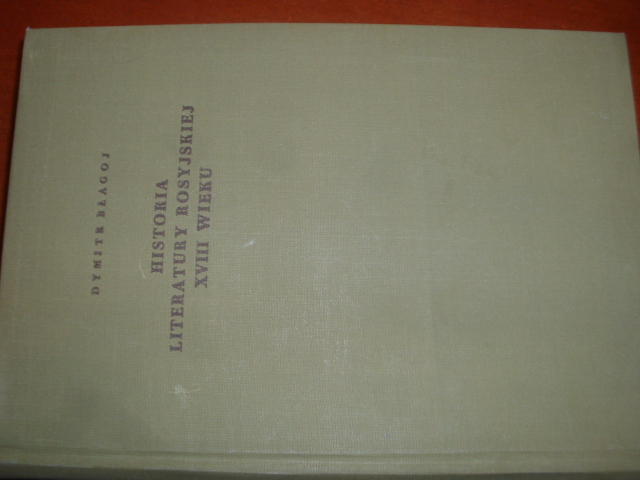 DYMITR BŁAGOJ
HISTORIA
LITERATURY ROSYJSKIEJ
XVIII WIEKU